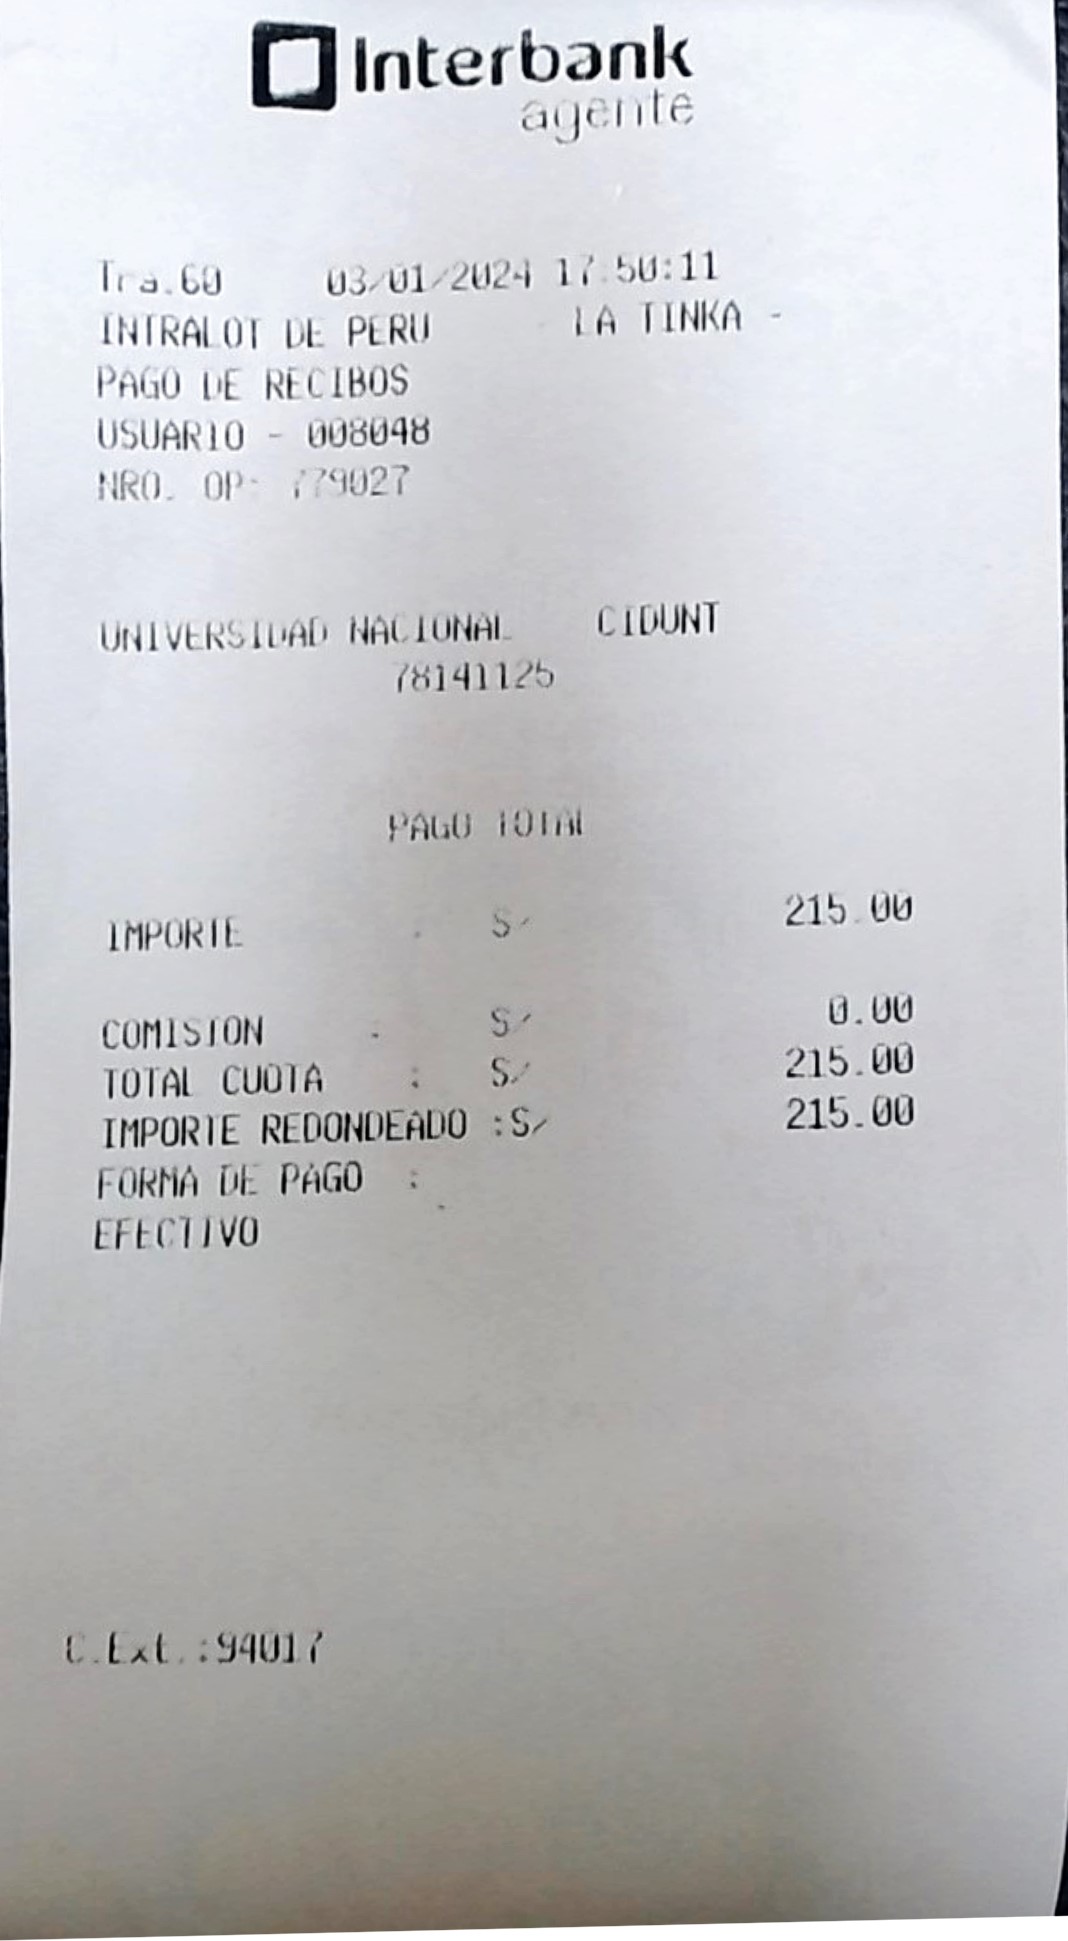 Interbank
agente
Tra.60 03/01/2024 17:50:11
INTRALOT DE PERU LA TINKA -
PAGO DE RECIBOS
USUARIO - 008048
NRO. OP: 779027
UNIVERSIDAD NACIONAL CIDUNT
78141125
PAGO TOTAL
IMPORTE : S/ 215.00
COMISION : S/ 0.00
TOTAL CUOTA : S/ 215.00
IMPORTE REDONDEADO :S/ 215.00
FORMA DE PAGO :
EFECTIVO
C.Ext.:94017